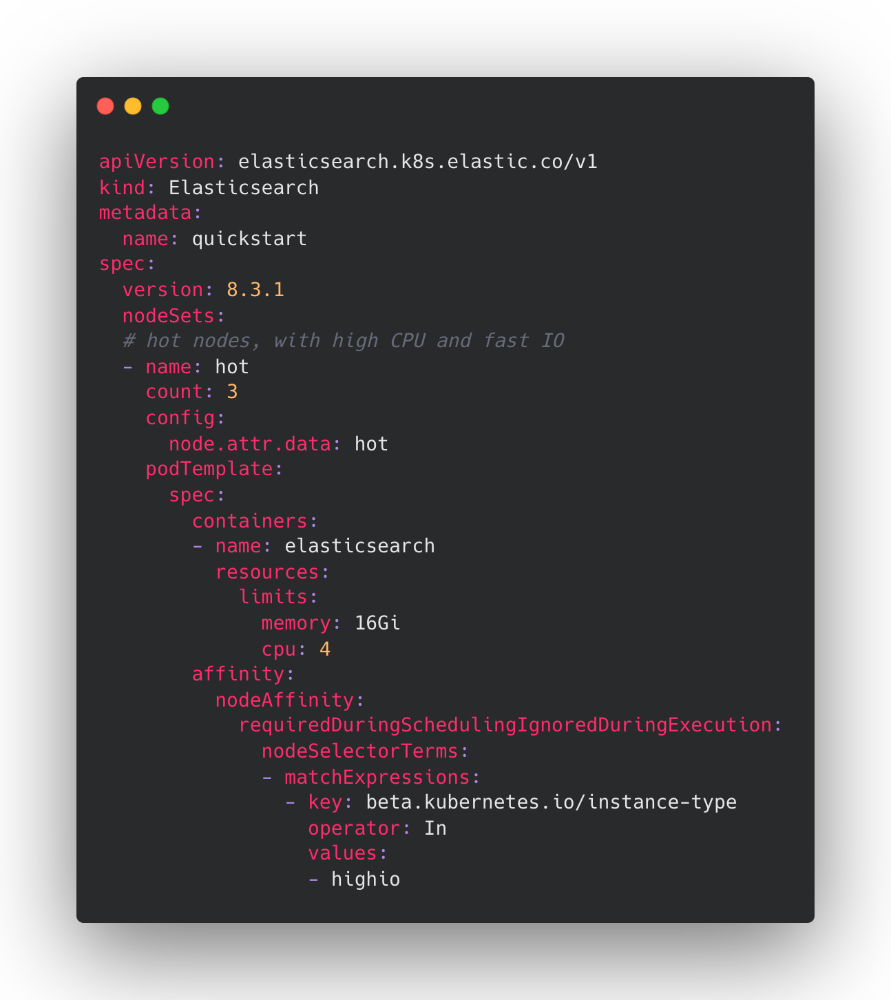 apiVersion: elasticsearch.k8s.elastic.co/v1
kind: Elasticsearch
metadata:
  name: quickstart
spec:
  version: 8.3.1
  nodeSets:
  # hot nodes, with high CPU and fast IO
  - name: hot
    count: 3
    config:
      node.attr.data: hot
    podTemplate:
      spec:
        containers:
        - name: elasticsearch
          resources:
            limits:
              memory: 16Gi
              cpu: 4
        affinity:
          nodeAffinity:
            requiredDuringSchedulingIgnoredDuringExecution:
              nodeSelectorTerms:
              - matchExpressions:
                - key: beta.kubernetes.io/instance-type
                  operator: In
                  values:
                  - highio